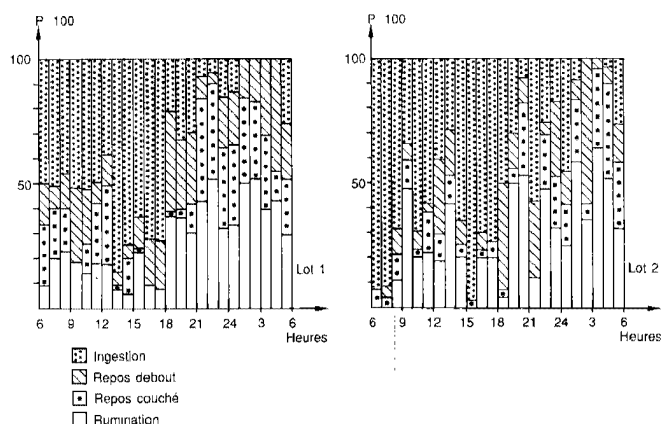 P 100
100
50
Lot 1
6 9 12 15 18 21 24 3 6
Heures
P 100
100
50
Lot 2
6 9 12 15 18 21 24 3 6
Heures
Ingestion
Repos debout
Repos couché
Rumination